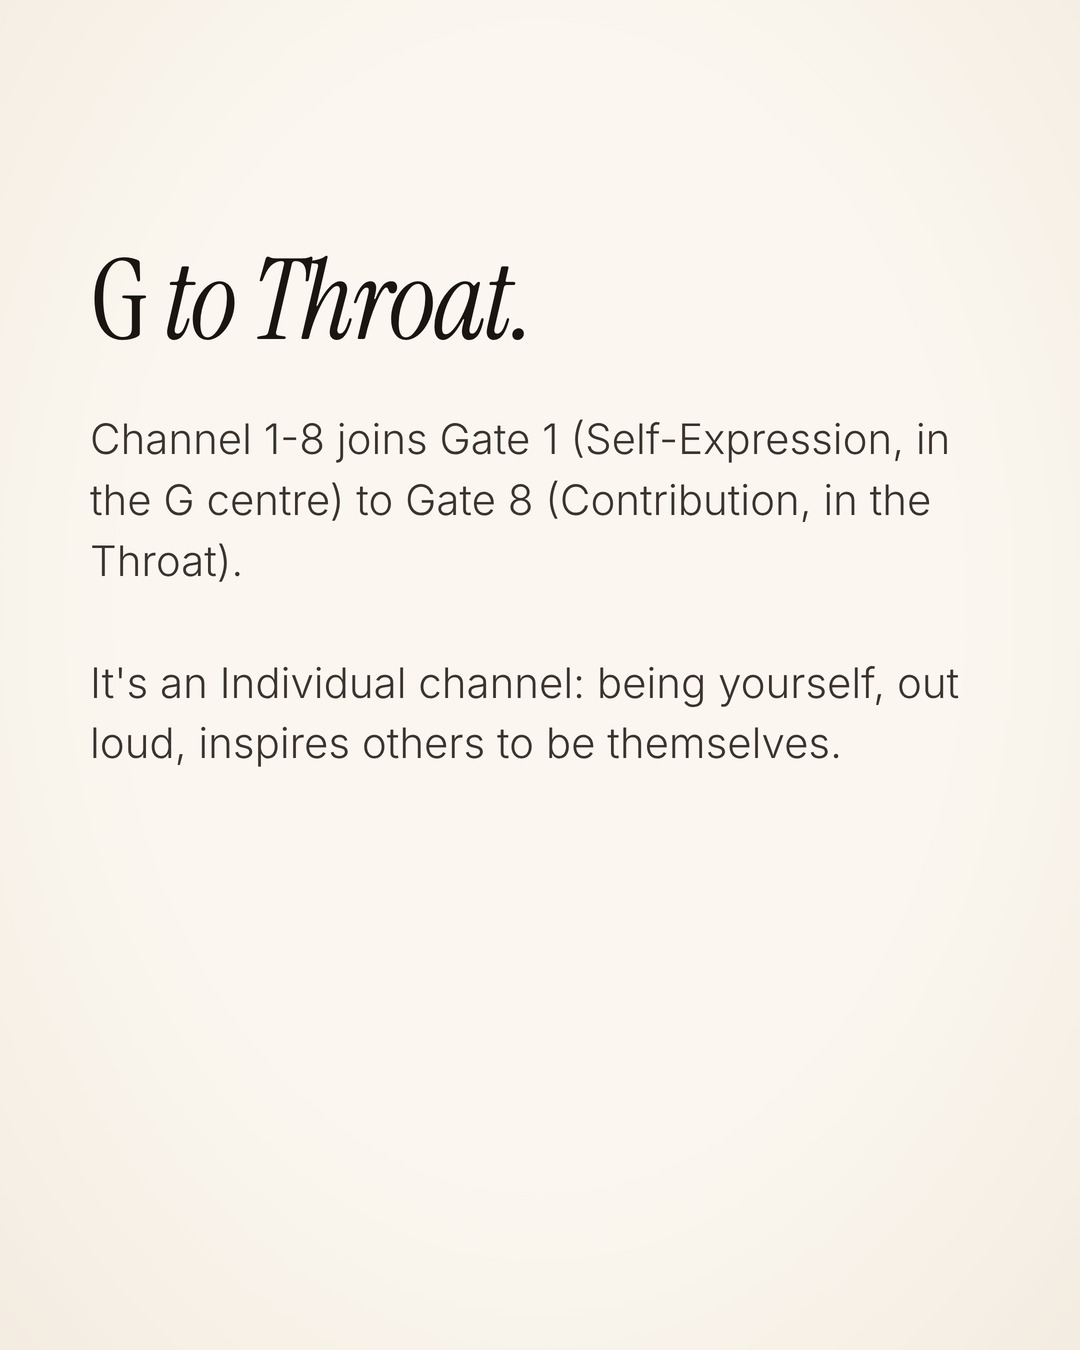 G to Throat.
Channel 1-8 joins Gate 1 (Self-Expression, in
the G centre) to Gate 8 (Contribution, in the
Throat).
It's an Individual channel: being yourself, out
loud, inspires others to be themselves.